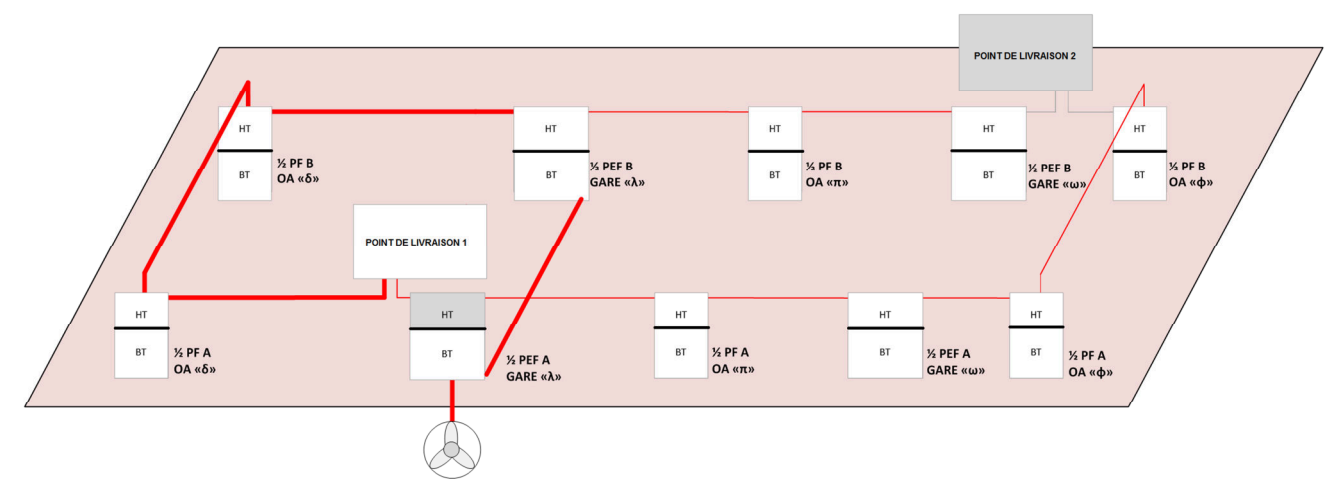 POINT DE LIVRAISON 2
HT
BT
½ PF B
OA «δ»
HT
BT
½ PEF B
GARE «λ»
HT
BT
½ PF B
OA «π»
HT
BT
½ PEF B
GARE «ω»
HT
BT
½ PF B
OA «ф»
POINT DE LIVRAISON 1
HT
BT
½ PF A
OA «δ»
HT
BT
½ PEF A
GARE «λ»
HT
BT
½ PF A
OA «π»
HT
BT
½ PEF A
GARE «ω»
HT
BT
½ PF A
OA «ф»